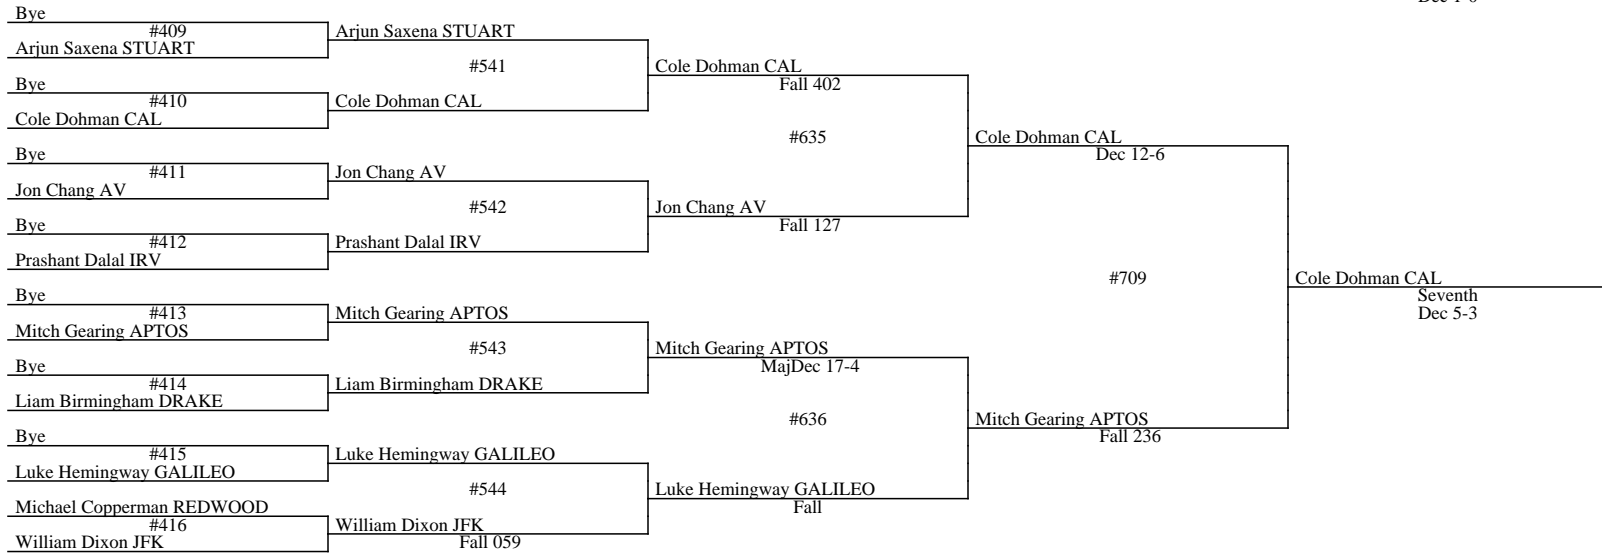 Bye
#409
Arjun Saxena STUART
Bye
#410
Cole Dohman CAL
Bye
#411
Jon Chang AV
Bye
#412
Prashant Dalal IRV
Bye
#413
Mitch Gearing APTOS
Bye
#414
Liam Birmingham DRAKE
Bye
#415
Luke Hemingway GALILEO
Michael Copperman REDWOOD
#416
William Dixon JFK
Arjun Saxena STUART
#541
Cole Dohman CAL
Jon Chang AV
#542
Prashant Dalal IRV
Mitch Gearing APTOS
#543
Liam Birmingham DRAKE
Luke Hemingway GALILEO
#544
William Dixon JFK
Fall 059
Cole Dohman CAL
Fall 402
#635
Jon Chang AV
Fall 127
Mitch Gearing APTOS
MajDec 17-4
#636
Luke Hemingway GALILEO
Fall
Cole Dohman CAL
Dec 12-6
#709
Mitch Gearing APTOS
Fall 236
Cole Dohman CAL
Seventh
Dec 5-3